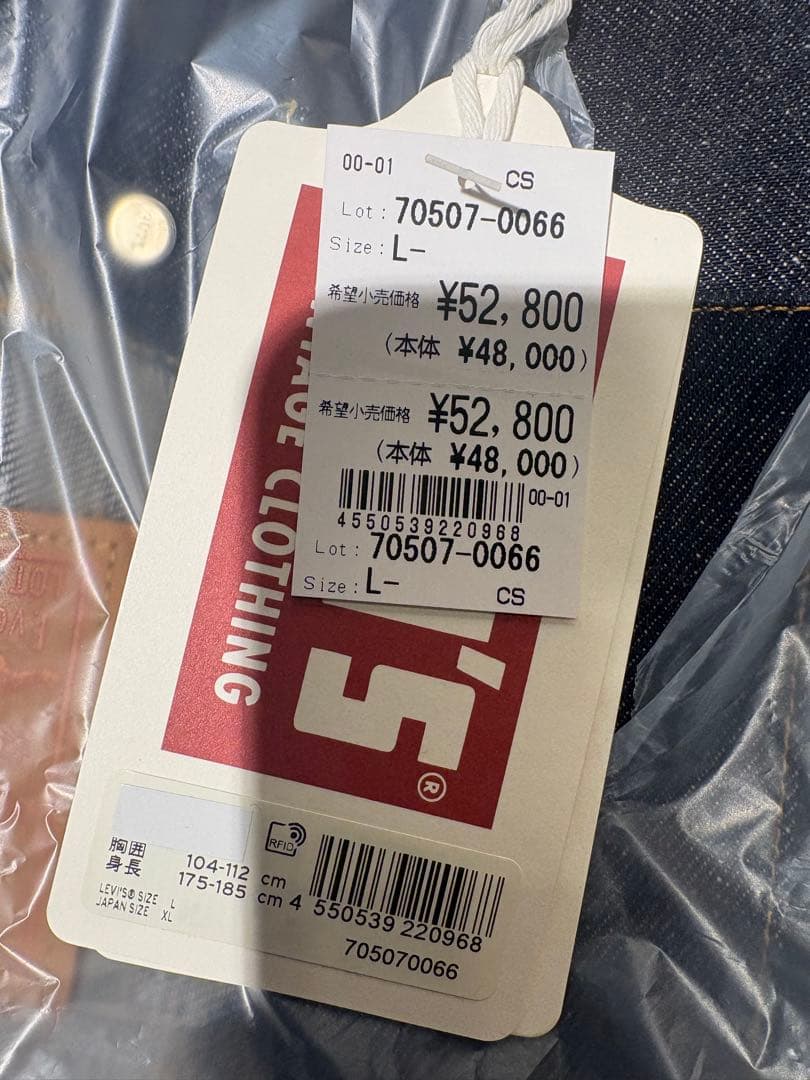 00-01 CS
Lot: 70507-0066
Size: L-
希望小売価格 ¥52,800
(本体 ¥48,000)
希望小売価格 ¥52,800
(本体 ¥48,000)
00-01
4550539220968
Lot: 70507-0066
Size: L-
CS
CLOTHING
'S
®
胸囲 104-112 cm
身長 175-185 cm
LEVI'S® SIZE L
JAPAN SIZE XL
RFID
4 550539 220968
705070066